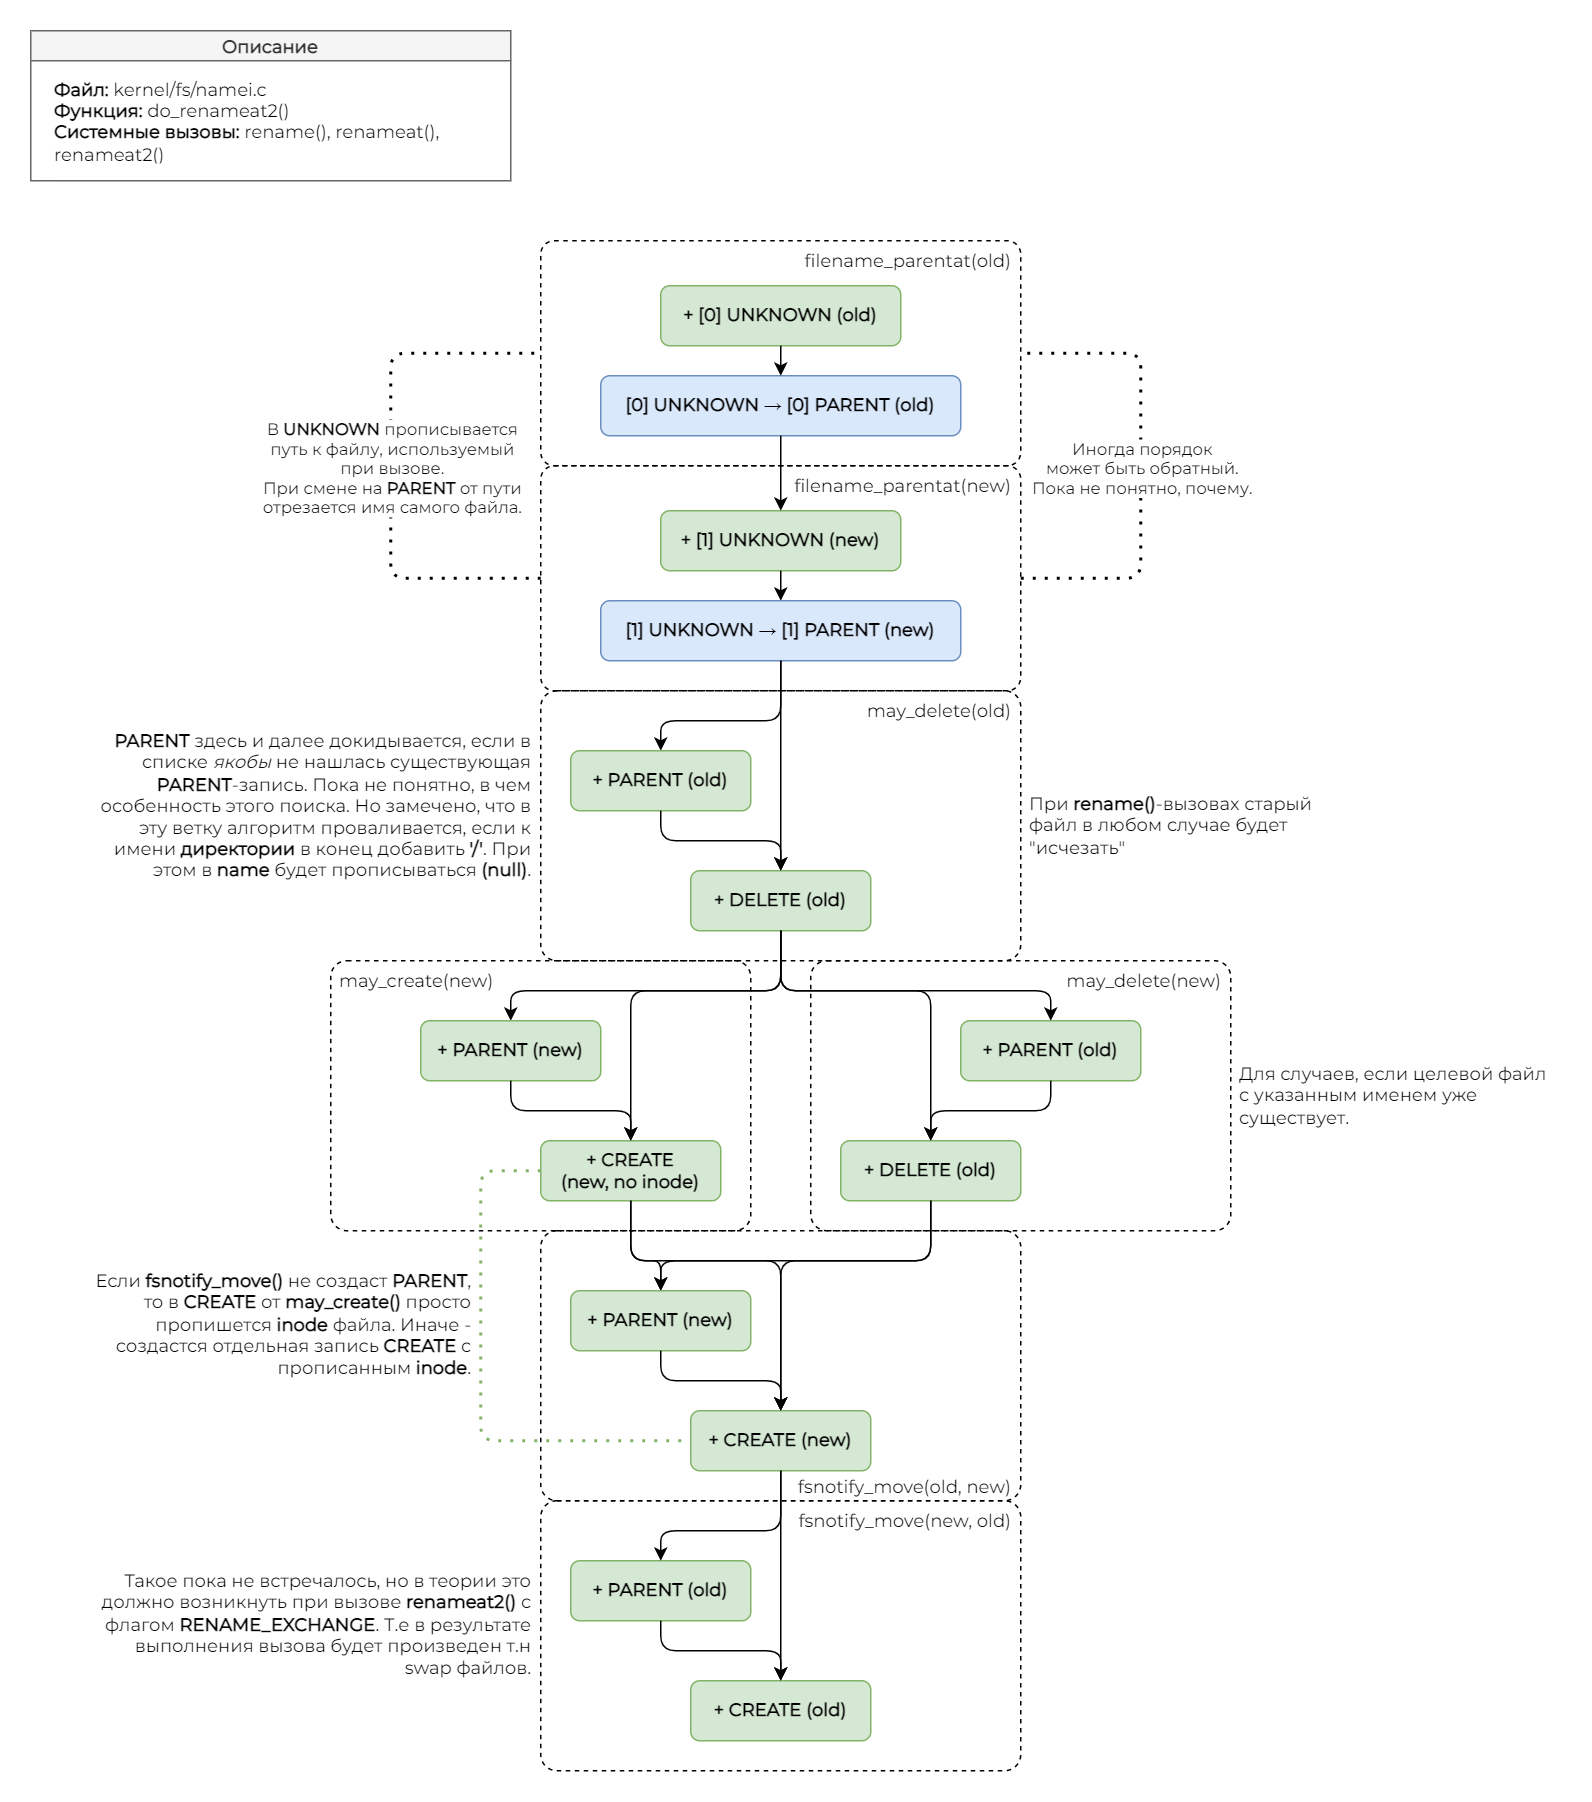 Описание
Файл: kernel/fs/namei.c
Функция: do_renameat2()
Системные вызовы: rename(), renameat(),
renameat2()
filename_parentat(old)
+ [0] UNKNOWN (old)
[0] UNKNOWN → [0] PARENT (old)
В UNKNOWN прописывается
путь к файлу, используемый
при вызове.
При смене на PARENT от пути
отрезается имя самого файла.
Иногда порядок
может быть обратный.
Пока не понятно, почему.
filename_parentat(new)
+ [1] UNKNOWN (new)
[1] UNKNOWN → [1] PARENT (new)
may_delete(old)
PARENT здесь и далее докидывается, если в
списке якобы не нашлась существующая
PARENT-запись. Пока не понятно, в чем
особенность этого поиска. Но замечено, что в
эту ветку алгоритм проваливается, если к
имени директории в конец добавить '/'. При
этом в name будет прописываться (null).
+ PARENT (old)
При rename()-вызовах старый
файл в любом случае будет
"исчезать"
+ DELETE (old)
may_create(new)
may_delete(new)
+ PARENT (new)
+ PARENT (old)
Для случаев, если целевой файл
с указанным именем уже
существует.
+ CREATE
(new, no inode)
+ DELETE (old)
Если fsnotify_move() не создаст PARENT,
то в CREATE от may_create() просто
пропишется inode файла. Иначе -
создастся отдельная запись CREATE с
прописанным inode.
+ PARENT (new)
+ CREATE (new)
fsnotify_move(old, new)
fsnotify_move(new, old)
Такое пока не встречалось, но в теории это
должно возникнуть при вызове renameat2() с
флагом RENAME_EXCHANGE. Т.е в результате
выполнения вызова будет произведен т.н
swap файлов.
+ PARENT (old)
+ CREATE (old)